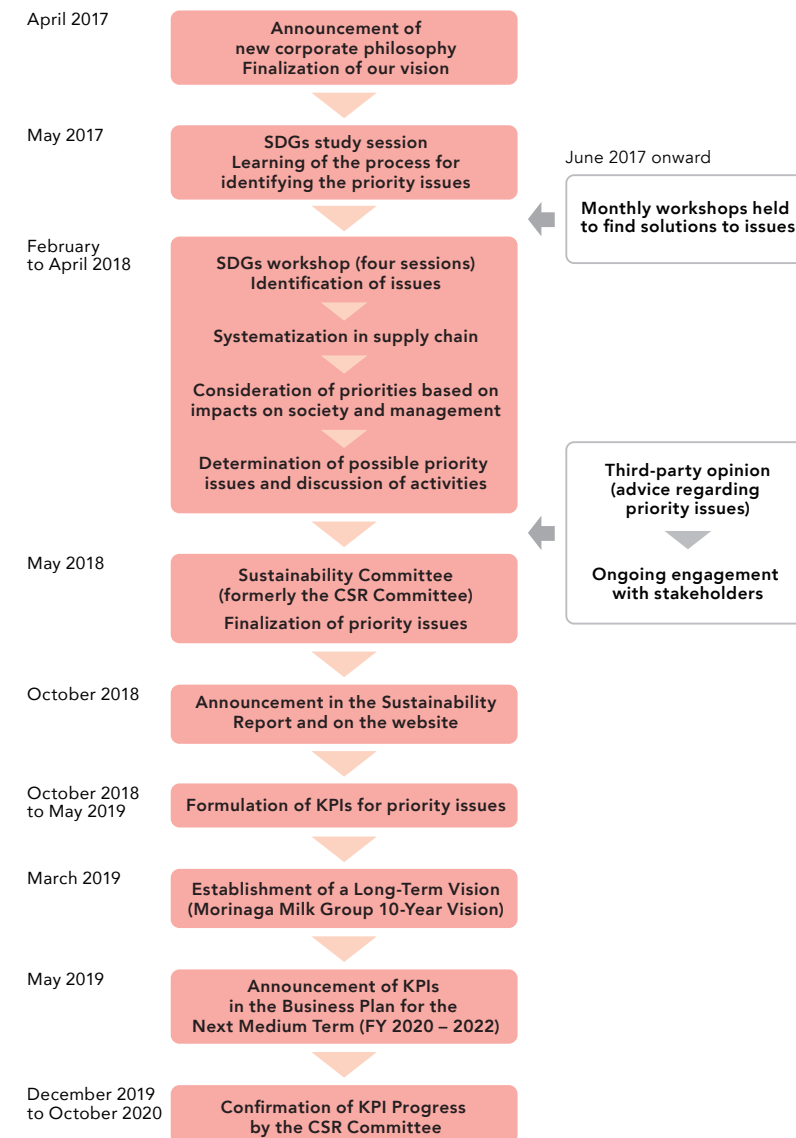 April 2017
Announcement of
new corporate philosophy
Finalization of our vision
May 2017
SDGs study session
Learning of the process for
identifying the priority issues
June 2017 onward
Monthly workshops held
to find solutions to issues
February
to April 2018
SDGs workshop (four sessions)
Identification of issues
Systematization in supply chain
Consideration of priorities based on
impacts on society and management
Determination of possible priority
issues and discussion of activities
Third-party opinion
(advice regarding
priority issues)
Ongoing engagement
with stakeholders
May 2018
Sustainability Committee
(formerly the CSR Committee)
Finalization of priority issues
October 2018
Announcement in the Sustainability
Report and on the website
October 2018
to May 2019
Formulation of KPIs for priority issues
March 2019
Establishment of a Long-Term Vision
(Morinaga Milk Group 10-Year Vision)
May 2019
Announcement of KPIs
in the Business Plan for the
Next Medium Term (FY 2020 – 2022)
December 2019
to October 2020
Confirmation of KPI Progress
by the CSR Committee